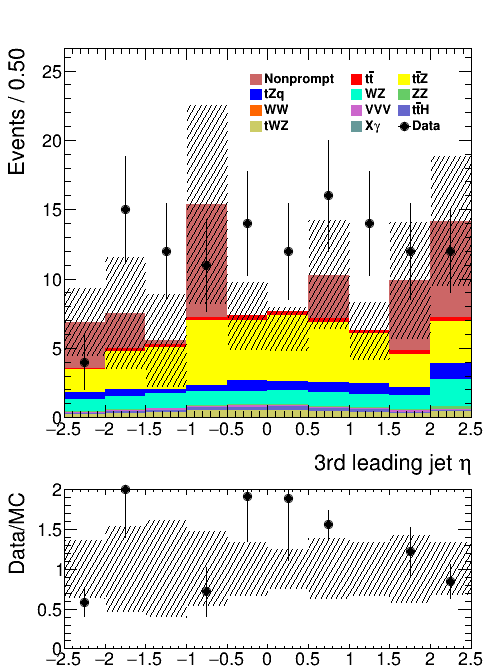 Events / 0.50
25
20
15
10
5
0
Nonprompt tt̄ tt̄Z
tZq WZ ZZ
WW VVV tt̄H
tWZ Xγ Data
−2.5 −2 −1.5 −1 −0.5 0 0.5 1 1.5 2 2.5
3rd leading jet η
Data/MC
2
1.5
1
0.5
0
−2.5 −2 −1.5 −1 −0.5 0 0.5 1 1.5 2 2.5